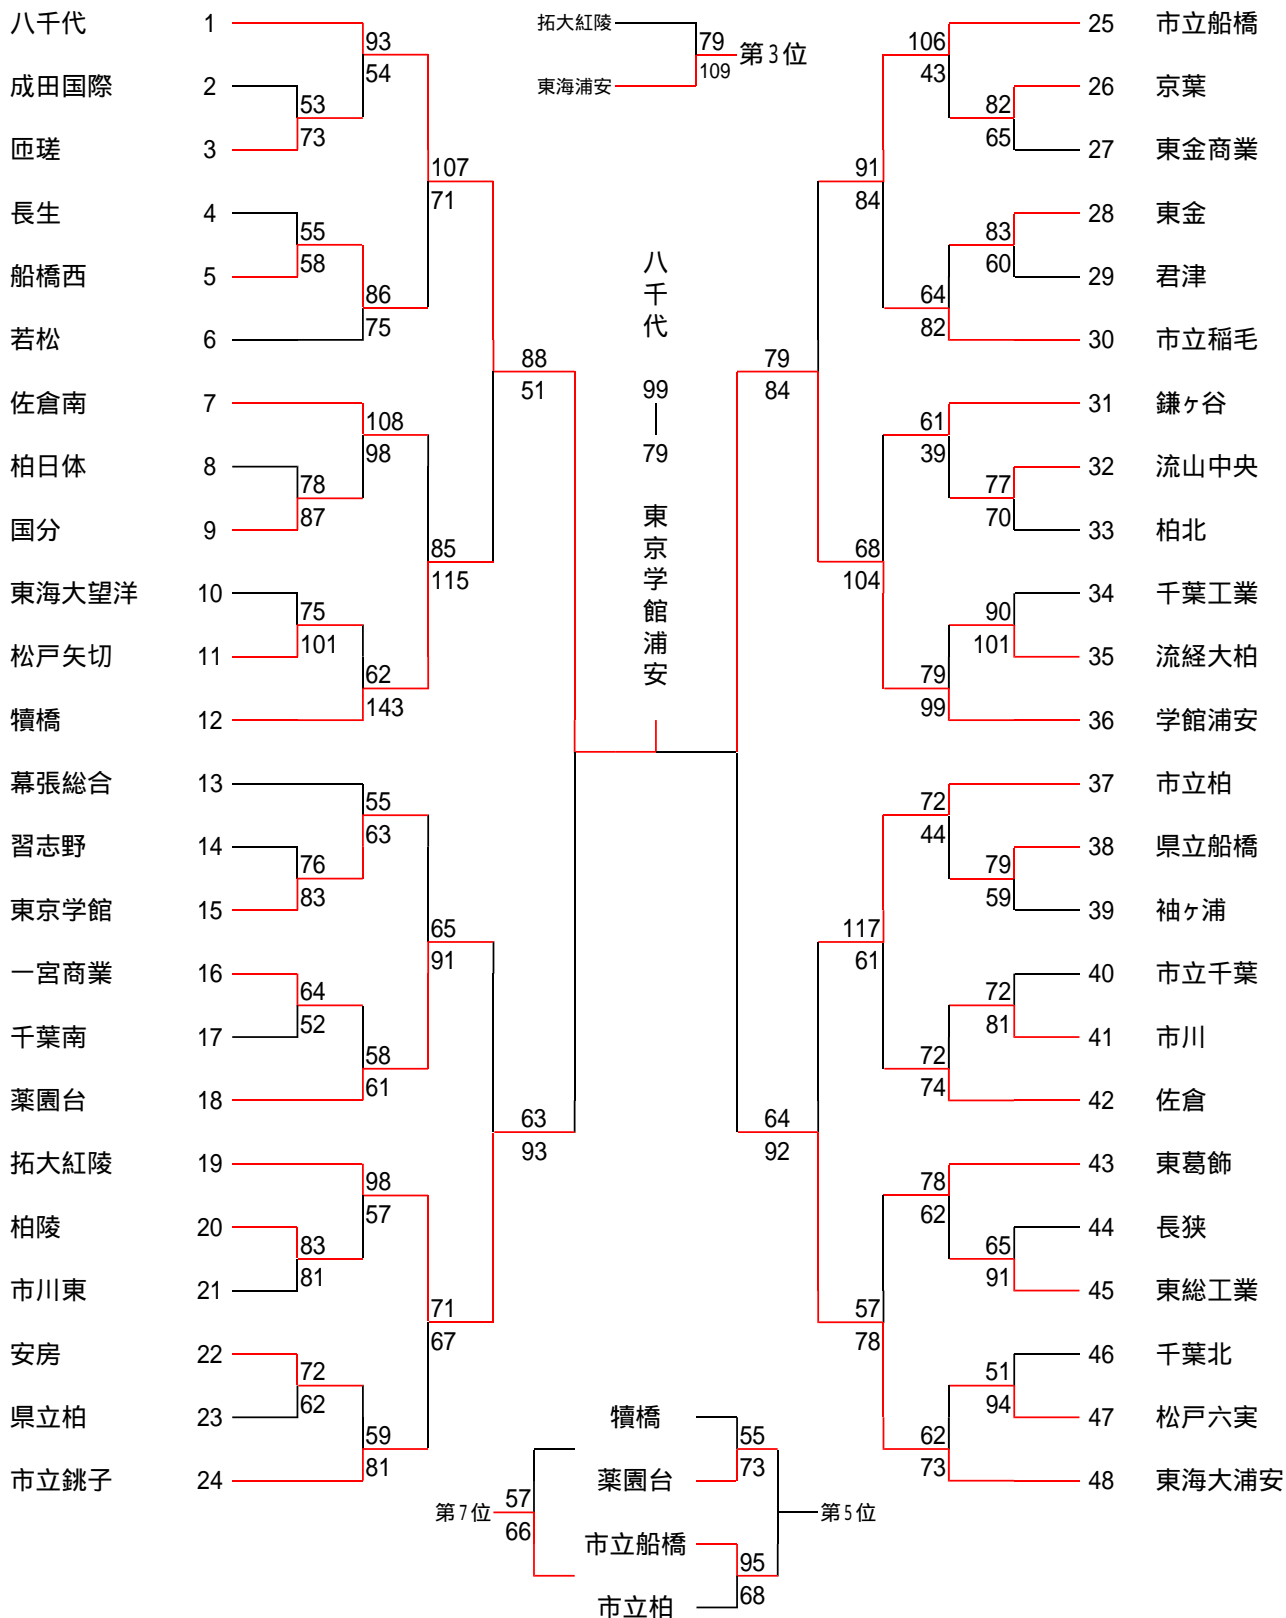 八千代 1
成田国際 2
匝瑳 3
長生 4
船橋西 5
若松 6
佐倉南 7
柏日体 8
国分 9
東海大望洋 10
松戸矢切 11
犢橋 12
幕張総合 13
習志野 14
東京学館 15
一宮商業 16
千葉南 17
薬園台 18
拓大紅陵 19
柏陵 20
市川東 21
安房 22
県立柏 23
市立銚子 24
53
73
55
58
78
87
75
101
76
83
64
52
83
81
72
62
93
54
86
75
108
98
62
143
55
63
58
61
98
57
59
81
107
71
85
115
65
91
71
67
88
51
63
93
拓大紅陵
東海浦安
79
109
第3位
八千代
99
79
東京学館浦安
79
84
64
92
91
84
68
104
117
61
57
78
106
43
64
82
61
39
79
99
72
44
72
74
78
62
62
73
82
65
83
60
77
70
90
101
79
59
72
81
65
91
51
94
25 市立船橋
26 京葉
27 東金商業
28 東金
29 君津
30 市立稲毛
31 鎌ヶ谷
32 流山中央
33 柏北
34 千葉工業
35 流経大柏
36 学館浦安
37 市立柏
38 県立船橋
39 袖ヶ浦
40 市立千葉
41 市川
42 佐倉
43 東葛飾
44 長狭
45 東総工業
46 千葉北
47 松戸六実
48 東海大浦安
犢橋
薬園台
市立船橋
市立柏
55
73
95
68
第5位
第7位
57
66